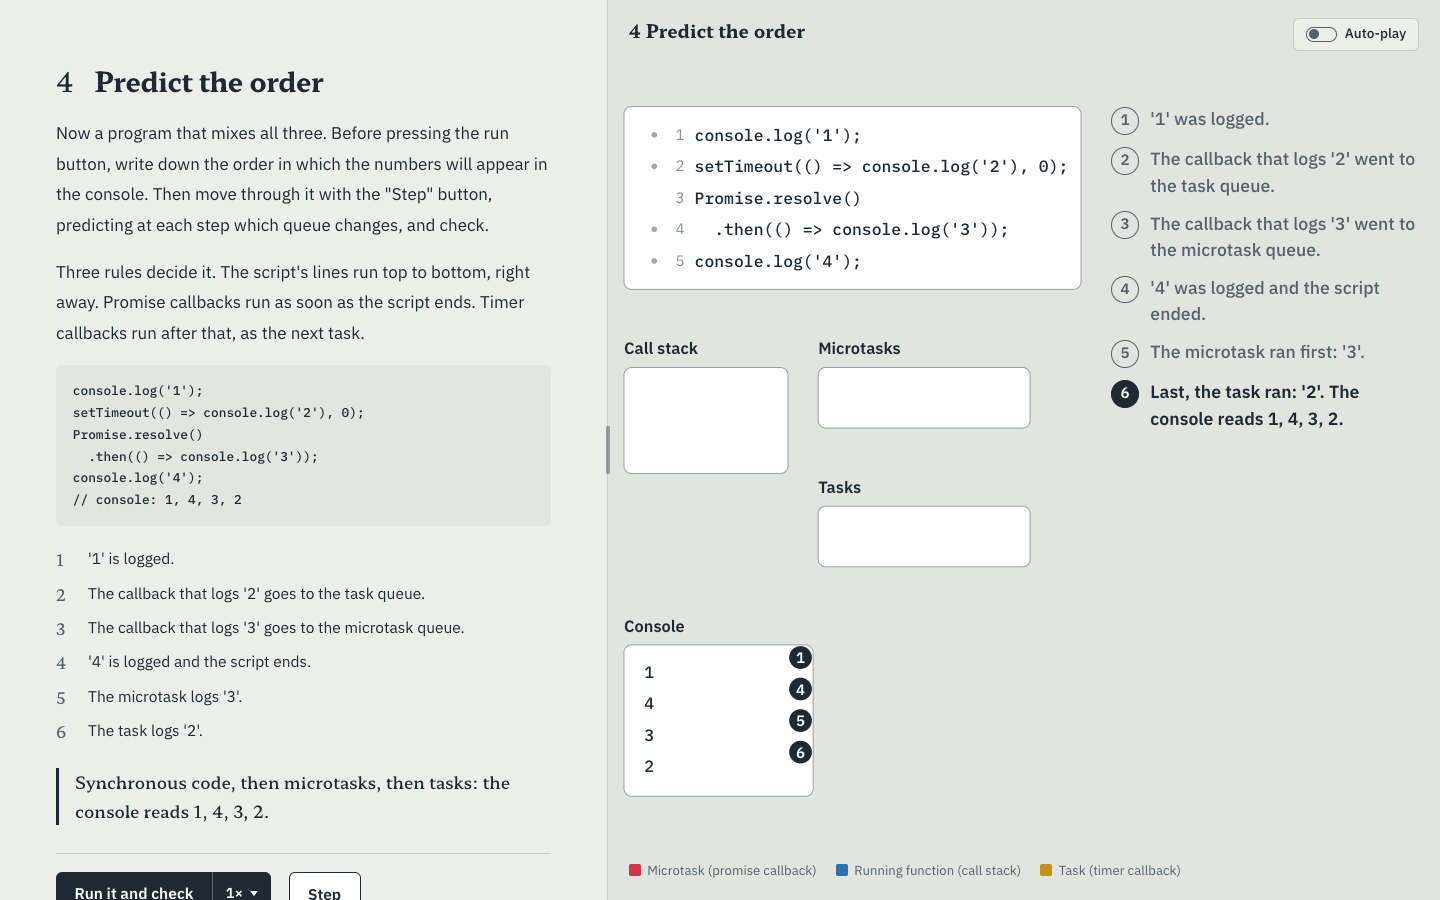 4 Predict the order
Now a program that mixes all three. Before pressing the run
button, write down the order in which the numbers will appear in
the console. Then move through it with the "Step" button,
predicting at each step which queue changes, and check.
Three rules decide it. The script's lines run top to bottom, right
away. Promise callbacks run as soon as the script ends. Timer
callbacks run after that, as the next task.
console.log('1');
setTimeout(() => console.log('2'), 0);
Promise.resolve()
  .then(() => console.log('3'));
console.log('4');
// console: 1, 4, 3, 2
1 '1' is logged.
2 The callback that logs '2' goes to the task queue.
3 The callback that logs '3' goes to the microtask queue.
4 '4' is logged and the script ends.
5 The microtask logs '3'.
6 The task logs '2'.
Synchronous code, then microtasks, then tasks: the
console reads 1, 4, 3, 2.
Run it and check 1× Step
4 Predict the order
Auto-play
1 console.log('1');
2 setTimeout(() => console.log('2'), 0);
3 Promise.resolve()
4   .then(() => console.log('3'));
5 console.log('4');
Call stack
Microtasks
Tasks
Console
1 1
4 4
3 5
2 6
1 '1' was logged.
2 The callback that logs '2' went to
the task queue.
3 The callback that logs '3' went to
the microtask queue.
4 '4' was logged and the script
ended.
5 The microtask ran first: '3'.
6 Last, the task ran: '2'. The
console reads 1, 4, 3, 2.
Microtask (promise callback) Running function (call stack) Task (timer callback)